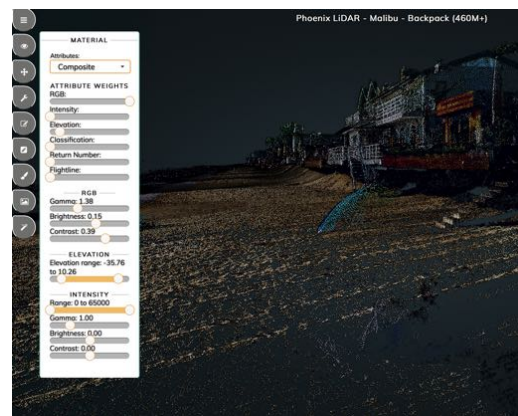 Phoenix LiDAR - Malibu - Backpack (460M+)
MATERIAL
Attributes:
Composite
ATTRIBUTE WEIGHTS
RGB:
Intensity:
Elevation:
Classification:
Return Number:
Flightline:
RGB
Gamma: 1.38
Brightness: 0.15
Contrast: 0.39
ELEVATION
Elevation range: -35.76
to 10.26
INTENSITY
Range: 0 to 65000
Gamma: 1.00
Brightness: 0.00
Contrast: 0.00